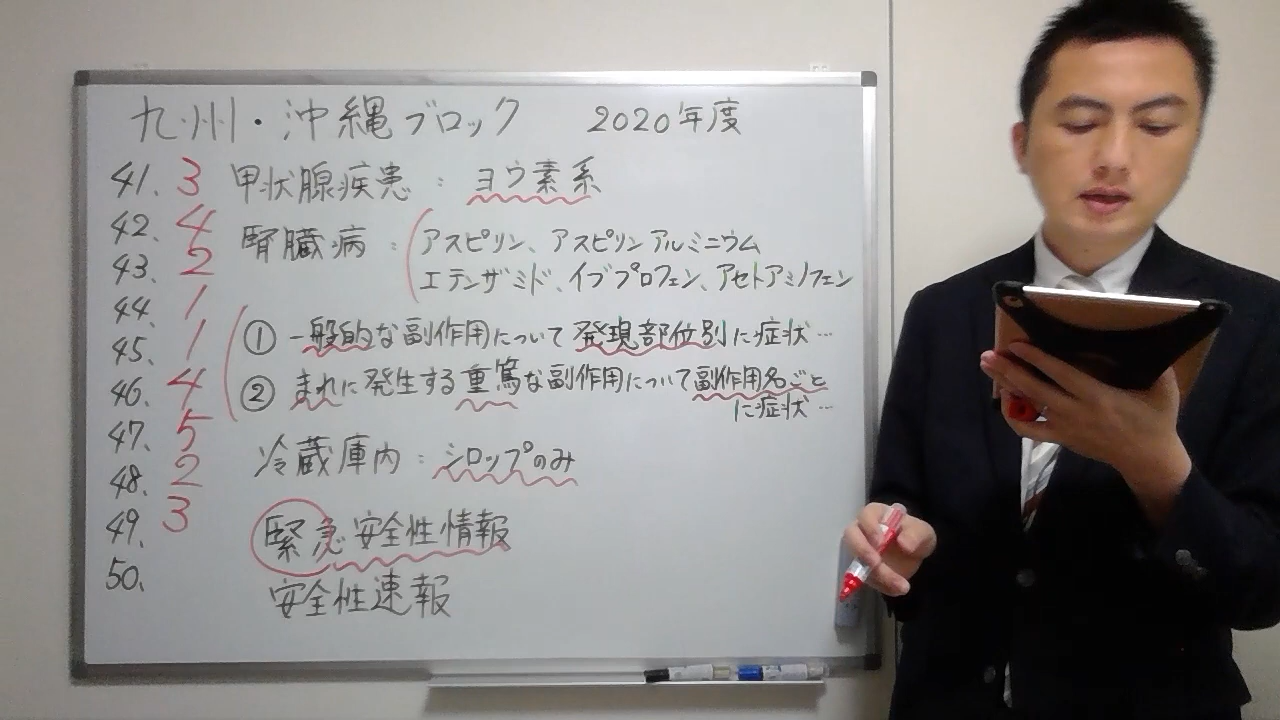 九州・沖縄ブロック 2020年度
41. 3 甲状腺疾患：ヨウ素系
42. 4 腎臓病：アスピリン、アスピリンアルミニウム
43. 2 エテンザミド、イブプロフェン、アセトアミノフェン
44. 1
45. 1 ① 一般的な副作用について発現部位別に症状…
46. 4 ② まれに発生する重篤な副作用について副作用名ごと
に症状…
47. 5
48. 2 冷蔵庫内：シロップのみ
49. 3 緊急安全性情報
50. 安全性速報